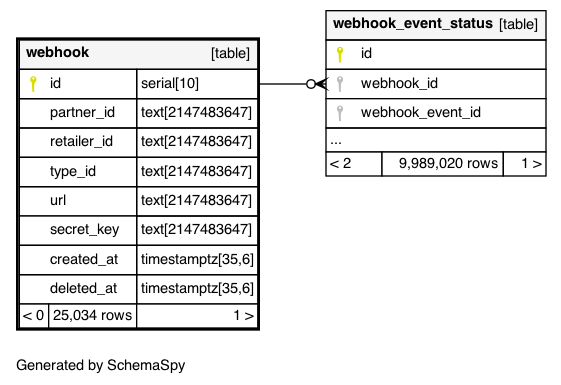 webhook [table]
id serial[10]
partner_id text[2147483647]
retailer_id text[2147483647]
type_id text[2147483647]
url text[2147483647]
secret_key text[2147483647]
created_at timestamptz[35,6]
deleted_at timestamptz[35,6]
< 0 25,034 rows 1 >
webhook_event_status [table]
id
webhook_id
webhook_event_id
...
< 2 9,989,020 rows 1 >
Generated by SchemaSpy